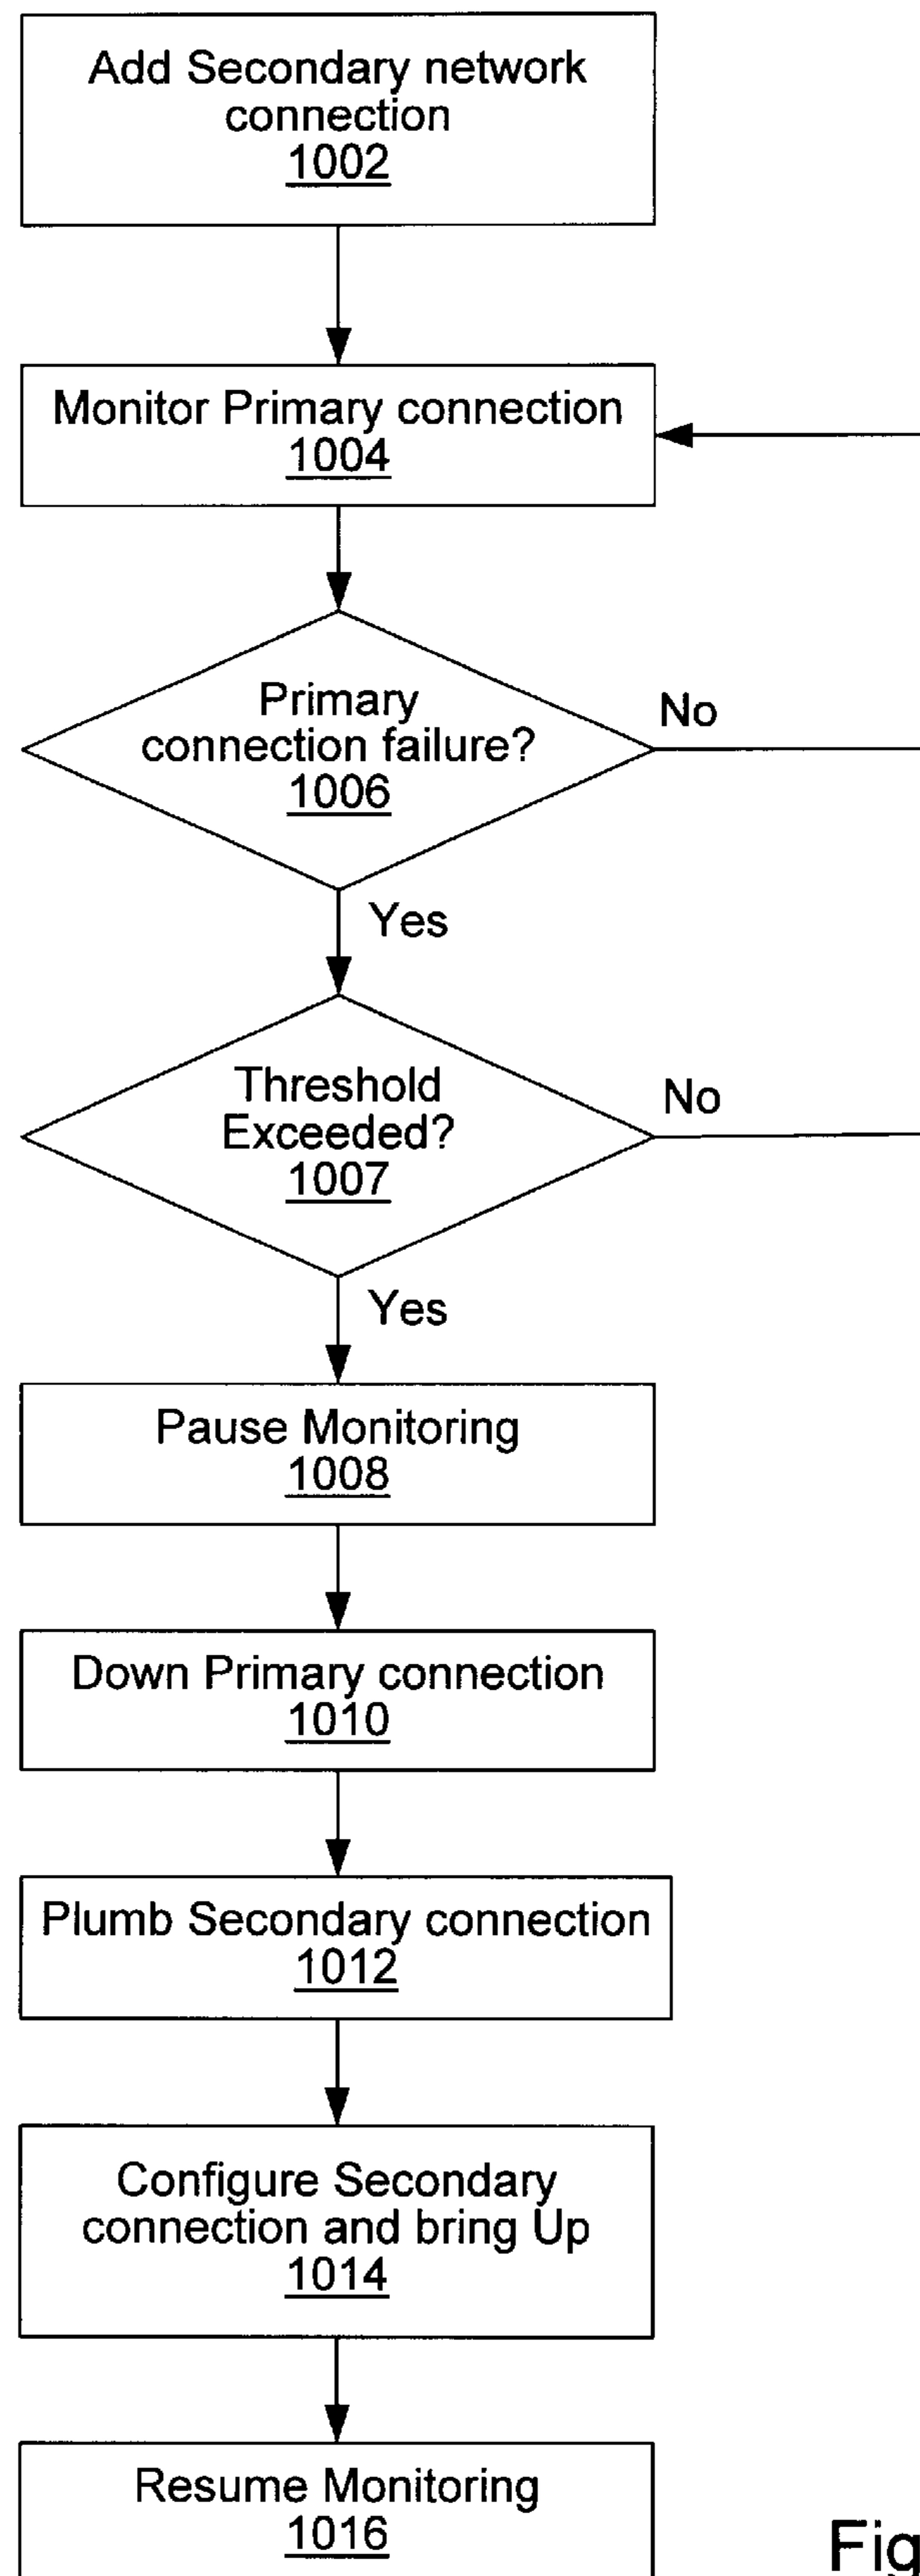 Add Secondary network
connection
1002
Monitor Primary connection
1004
Primary
connection failure?
1006
No
Yes
Threshold
Exceeded?
1007
No
Yes
Pause Monitoring
1008
Down Primary connection
1010
Plumb Secondary connection
1012
Configure Secondary
connection and bring Up
1014
Resume Monitoring
1016
Fig